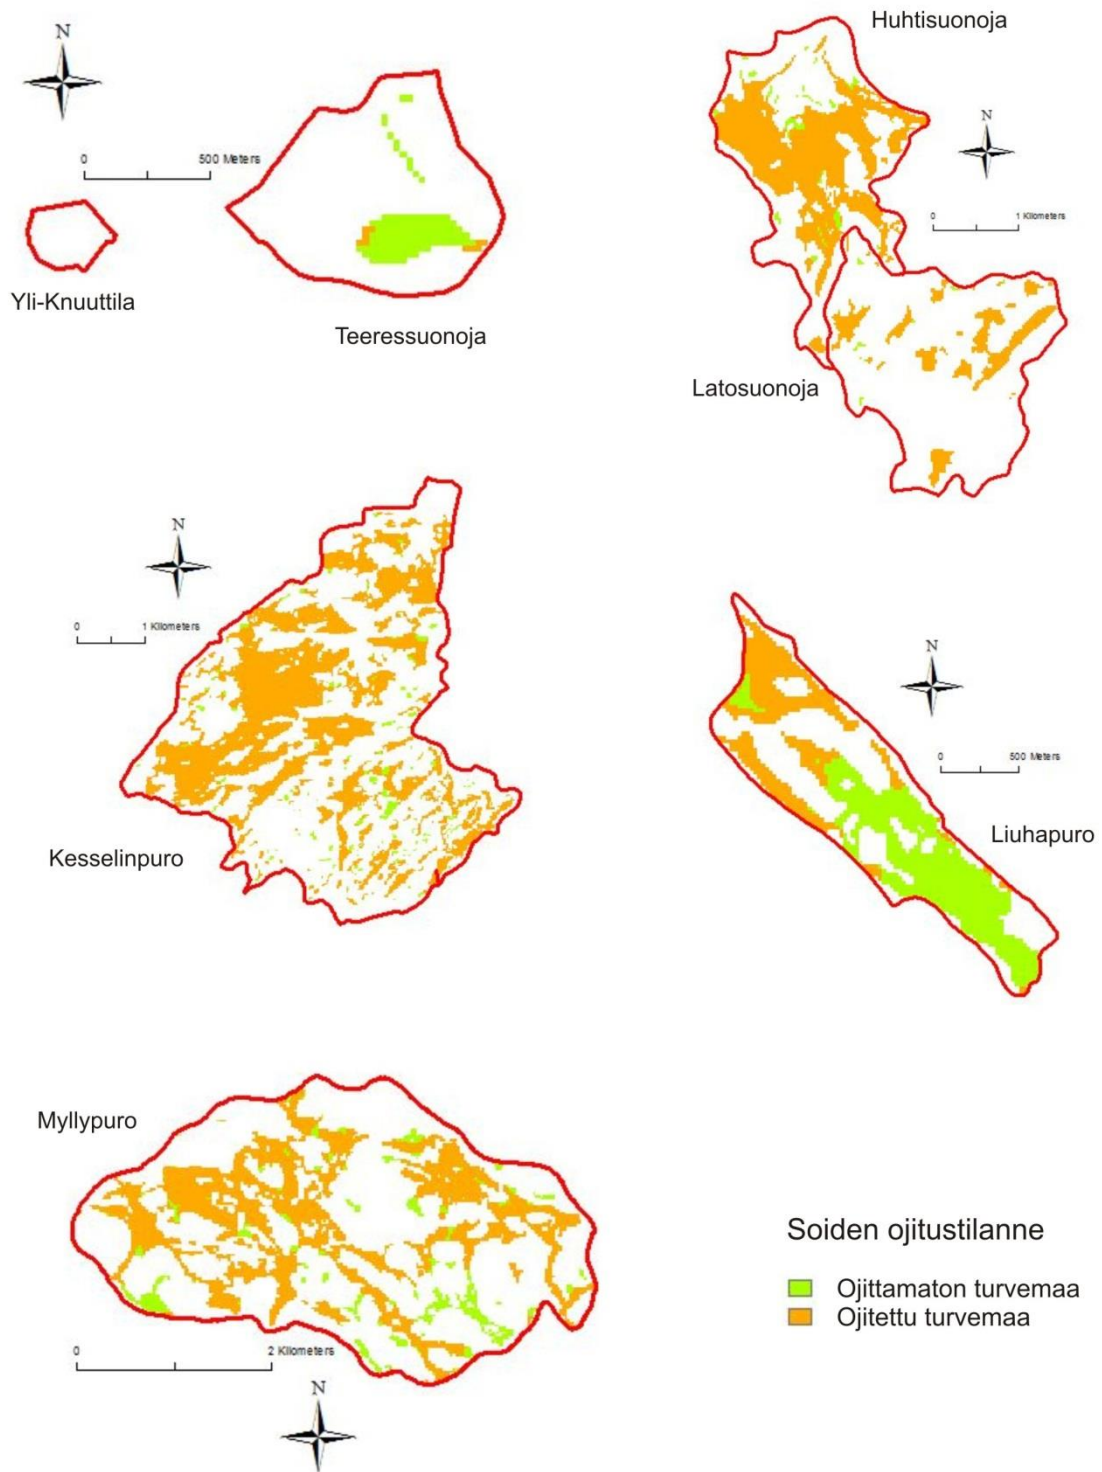 Huhtisuonoja
N
0 500 Meters
N
0 1 Kilometers
Yli-Knuuttila
Teeressuonoja
Latosuonoja
N
0 1 Kilometers
N
0 500 Meters
Liuhapuro
Kesselinpuro
Myllypuro
Soiden ojitustilanne
Ojittamaton turvemaa
Ojitettu turvemaa
0 2 Kilometers
N